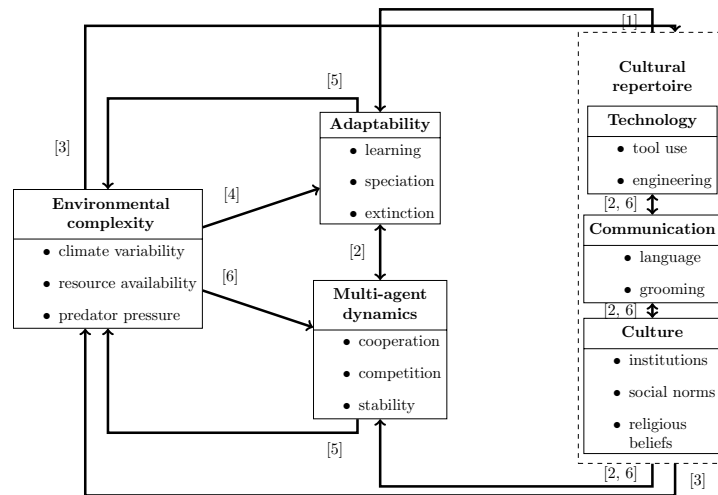 [1]
Cultural
repertoire
[5]
Technology
• tool use
• engineering
Adaptability
• learning
• speciation
• extinction
[3]
[4]
Environmental
complexity
• climate variability
• resource availability
• predator pressure
[2, 6]
Communication
• language
• grooming
[2]
[6]
Multi-agent
dynamics
• cooperation
• competition
• stability
[2, 6]
Culture
• institutions
• social norms
• religious
beliefs
[5]
[2, 6]
[3]